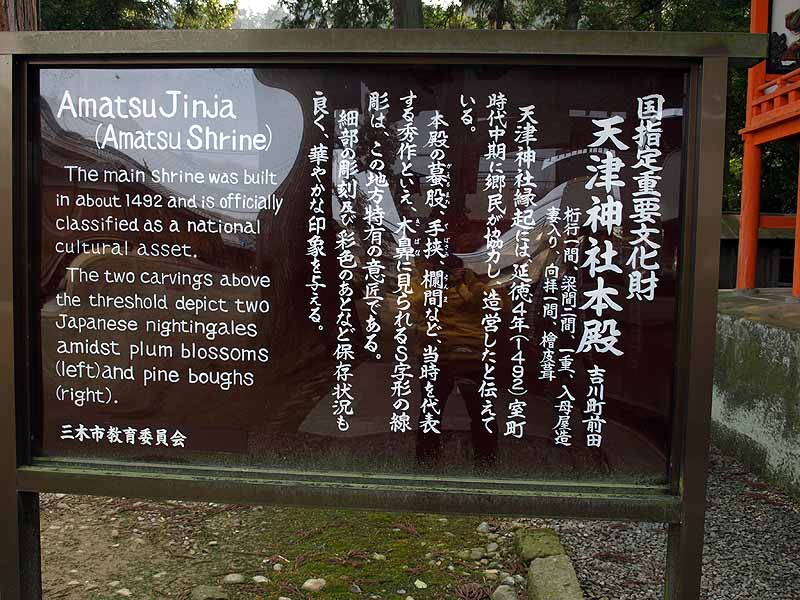 Amatsu Jinja
(Amatsu Shrine)
The main shrine was built
in about 1492 and is officially
classified as a national
cultural asset.
The two carvings above
the threshold depict two
Japanese nightingales
amidst plum blossoms
(left)and pine boughs
(right).
三木市教育委員会
国指定重要文化財
天津神社本殿 吉川町前田
桁行一間、梁間二間、一重、入母屋造
妻入り、向拝一間、檜皮葺
天津神社縁起には、延徳4年(1492)室町
時代中期に郷民が協力し、造営したと伝えて
いる。
本殿の蟇股、手挟、欄間など、当時を代表
する秀作といえ、木鼻に見られるS字形の線
彫は、この地方特有の意匠である。
細部の彫刻及び彩色のあとなど保存状況も
良く、華やかな印象を与える。